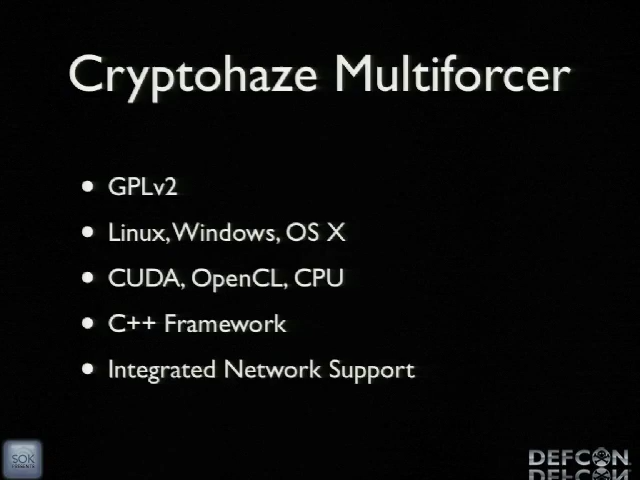 Cryptohaze Multiforcer
• GPLv2
• Linux, Windows, OS X
• CUDA, OpenCL, CPU
• C++ Framework
• Integrated Network Support
SOK
DEFCON